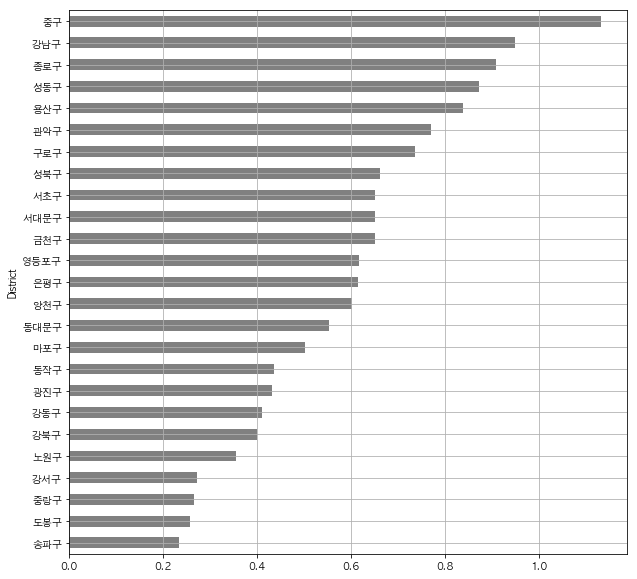 중구
강남구
종로구
성동구
용산구
관악구
구로구
성북구
서초구
서대문구
금천구
영등포구
은평구
양천구
동대문구
마포구
동작구
광진구
강동구
강북구
노원구
강서구
중랑구
도봉구
송파구
District
0.0 0.2 0.4 0.6 0.8 1.0